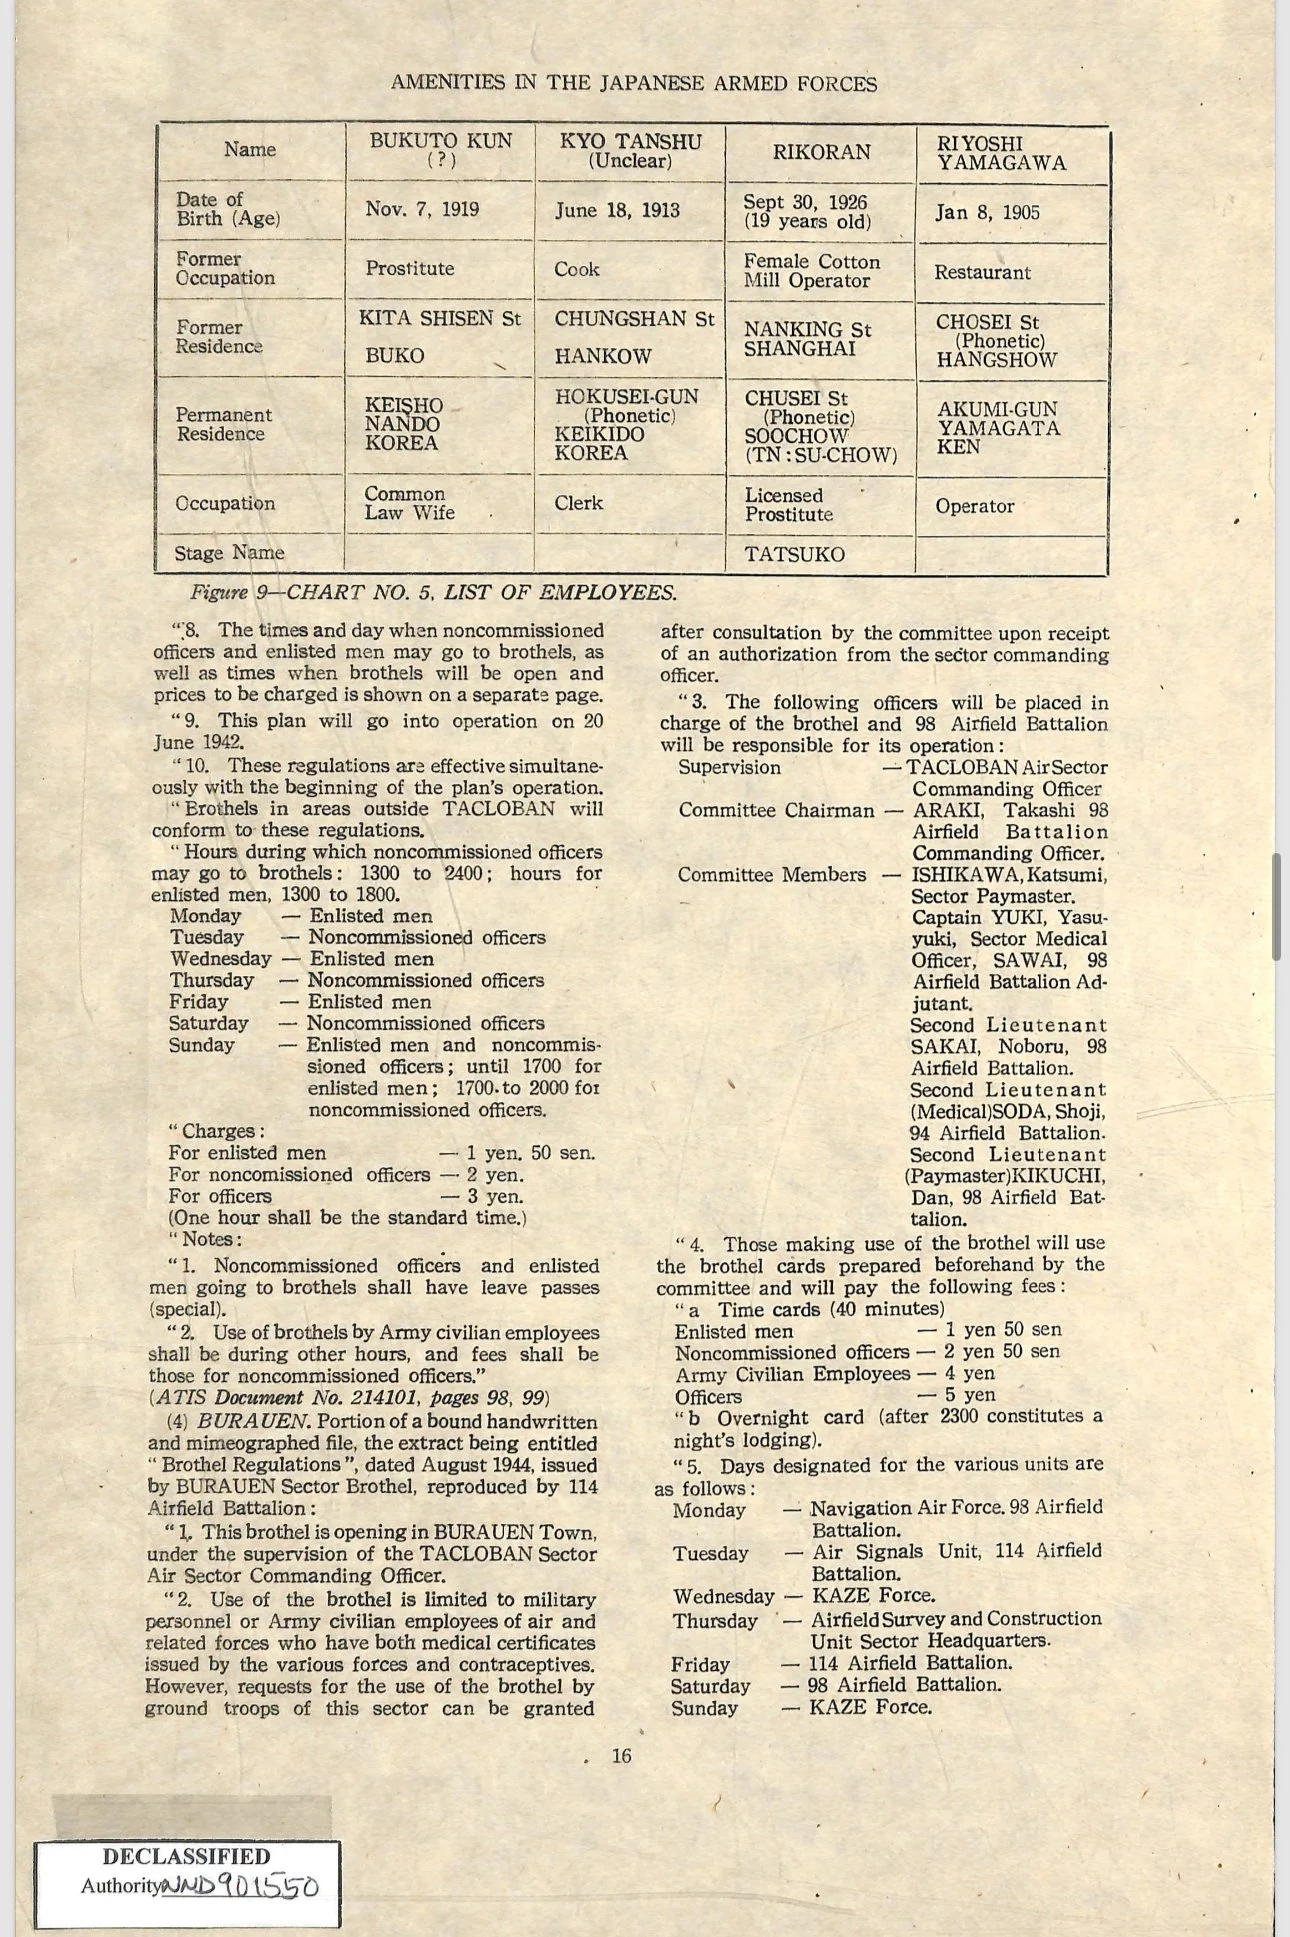 AMENITIES IN THE JAPANESE ARMED FORCES
Name
BUKUTO KUN
(?)
KYO TANSHU
(Unclear)
RIKORAN
RIYOSHI
YAMAGAWA
Date of
Birth (Age)
Nov. 7, 1919
June 18, 1913
Sept 30, 1926
(19 years old)
Jan 8, 1905
Former
Occupation
Prostitute
Cook
Female Cotton
Mill Operator
Restaurant
Former
Residence
KITA SHISEN St
BUKO
CHUNGSHAN St
HANKOW
NANKING St
SHANGHAI
CHOSEI St
(Phonetic)
HANGSHOW
Permanent
Residence
KEISHO
NANDO
KOREA
HOKUSEI-GUN
(Phonetic)
KEIKIDO
KOREA
CHUSEI St
(Phonetic)
SOOCHOW
(TN : SU-CHOW)
AKUMI-GUN
YAMAGATA
KEN
Occupation
Common
Law Wife
Clerk
Licensed
Prostitute
Operator
Stage Name
TATSUKO
Figure 9—CHART NO. 5, LIST OF EMPLOYEES.
"8. The times and day when noncommissioned
officers and enlisted men may go to brothels, as
well as times when brothels will be open and
prices to be charged is shown on a separate page.
"9. This plan will go into operation on 20
June 1942.
"10. These regulations are effective simultane-
ously with the beginning of the plan's operation.
"Brothels in areas outside TACLOBAN will
conform to these regulations.
"Hours during which noncommissioned officers
may go to brothels : 1300 to 2400 ; hours for
enlisted men, 1300 to 1800.
Monday — Enlisted men
Tuesday — Noncommissioned officers
Wednesday — Enlisted men
Thursday — Noncommissioned officers
Friday — Enlisted men
Saturday — Noncommissioned officers
Sunday — Enlisted men and noncommis-
sioned officers ; until 1700 for
enlisted men ; 1700 to 2000 for
noncommissioned officers.
"Charges :
For enlisted men — 1 yen. 50 sen.
For noncomissioned officers — 2 yen.
For officers — 3 yen.
(One hour shall be the standard time.)
"Notes :
"1. Noncommissioned officers and enlisted
men going to brothels shall have leave passes
(special).
"2. Use of brothels by Army civilian employees
shall be during other hours, and fees shall be
those for noncommissioned officers."
(ATIS Document No. 214101, pages 98, 99)
(4) BURAUEN. Portion of a bound handwritten
and mimeographed file, the extract being entitled
"Brothel Regulations", dated August 1944, issued
by BURAUEN Sector Brothel, reproduced by 114
Airfield Battalion :
"1. This brothel is opening in BURAUEN Town,
under the supervision of the TACLOBAN Sector
Air Sector Commanding Officer.
"2. Use of the brothel is limited to military
personnel or Army civilian employees of air and
related forces who have both medical certificates
issued by the various forces and contraceptives.
However, requests for the use of the brothel by
ground troops of this sector can be granted
after consultation by the committee upon receipt
of an authorization from the sector commanding
officer.
"3. The following officers will be placed in
charge of the brothel and 98 Airfield Battalion
will be responsible for its operation :
Supervision — TACLOBAN Air Sector
Commanding Officer
Committee Chairman — ARAKI, Takashi 98
Airfield Battalion
Commanding Officer.
Committee Members — ISHIKAWA, Katsumi,
Sector Paymaster.
Captain YUKI, Yasu-
yuki, Sector Medical
Officer, SAWAI, 98
Airfield Battalion Ad-
jutant.
Second Lieutenant
SAKAI, Noboru, 98
Airfield Battalion.
Second Lieutenant
(Medical)SODA, Shoji,
94 Airfield Battalion.
Second Lieutenant
(Paymaster)KIKUCHI,
Dan, 98 Airfield Bat-
talion.
"4. Those making use of the brothel will use
the brothel cards prepared beforehand by the
committee and will pay the following fees :
"a Time cards (40 minutes)
Enlisted men — 1 yen 50 sen
Noncommissioned officers — 2 yen 50 sen
Army Civilian Employees — 4 yen
Officers — 5 yen
"b Overnight card (after 2300 constitutes a
night's lodging).
"5. Days designated for the various units are
as follows :
Monday — Navigation Air Force. 98 Airfield
Battalion.
Tuesday — Air Signals Unit, 114 Airfield
Battalion.
Wednesday — KAZE Force.
Thursday — Airfield Survey and Construction
Unit Sector Headquarters.
Friday — 114 Airfield Battalion.
Saturday — 98 Airfield Battalion.
Sunday — KAZE Force.
16
DECLASSIFIED
Authority NND901550